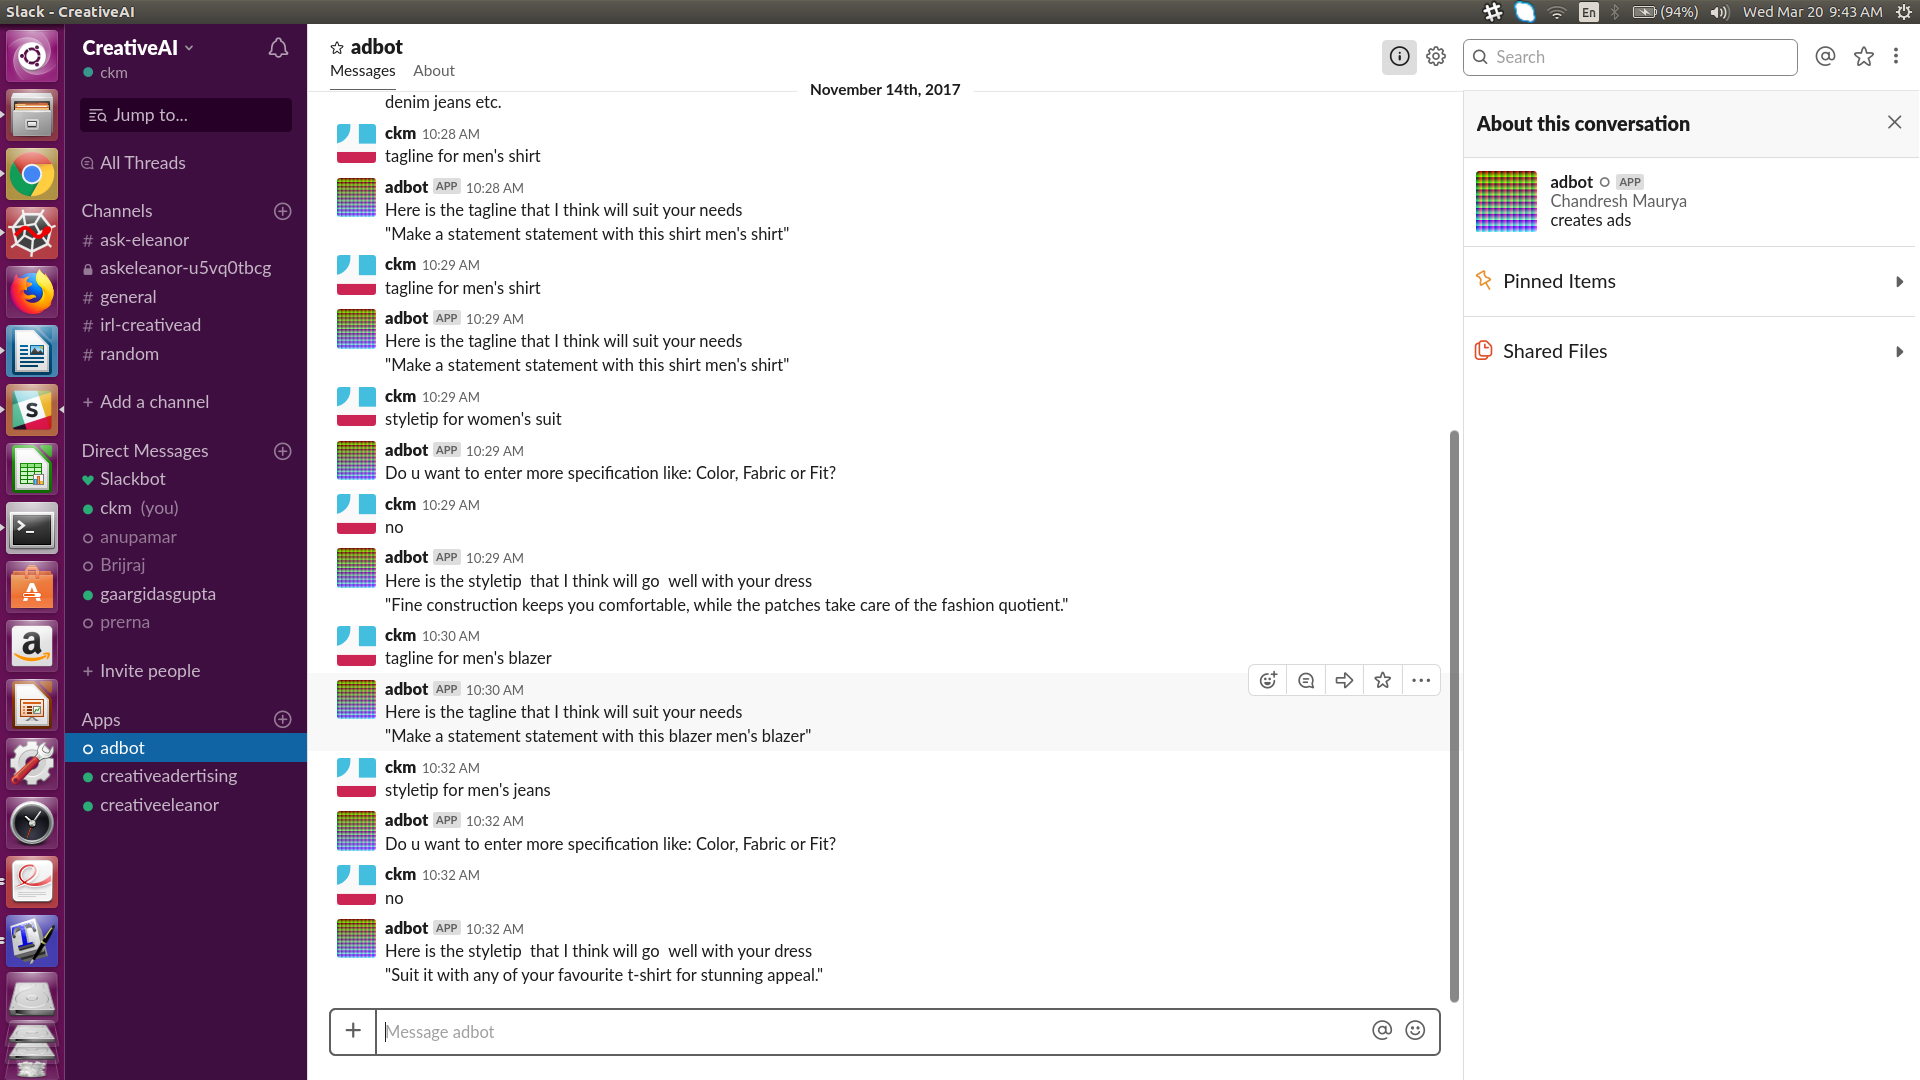 Slack - CreativeAI
En
(94%)
Wed Mar 20 9:43 AM
CreativeAI
ckm
Jump to...
All Threads
Channels
# ask-eleanor
askeleanor-u5vq0tbcg
# general
# irl-creativead
# random
+ Add a channel
Direct Messages
Slackbot
ckm (you)
anupamar
Brijraj
gaargidasgupta
prerna
+ Invite people
Apps
adbot
creativeadertising
creativeeleanor
adbot
Messages About
Search
November 14th, 2017
denim jeans etc.
ckm 10:28 AM
tagline for men's shirt
adbot APP 10:28 AM
Here is the tagline that I think will suit your needs
"Make a statement statement with this shirt men's shirt"
ckm 10:29 AM
tagline for men's shirt
adbot APP 10:29 AM
Here is the tagline that I think will suit your needs
"Make a statement statement with this shirt men's shirt"
ckm 10:29 AM
styletip for women's suit
adbot APP 10:29 AM
Do u want to enter more specification like: Color, Fabric or Fit?
ckm 10:29 AM
no
adbot APP 10:29 AM
Here is the styletip  that I think will go  well with your dress
"Fine construction keeps you comfortable, while the patches take care of the fashion quotient."
ckm 10:30 AM
tagline for men's blazer
adbot APP 10:30 AM
Here is the tagline that I think will suit your needs
"Make a statement statement with this blazer men's blazer"
ckm 10:32 AM
styletip for men's jeans
adbot APP 10:32 AM
Do u want to enter more specification like: Color, Fabric or Fit?
ckm 10:32 AM
no
adbot APP 10:32 AM
Here is the styletip  that I think will go  well with your dress
"Suit it with any of your favourite t-shirt for stunning appeal."
Message adbot
About this conversation
adbot APP
Chandresh Maurya
creates ads
Pinned Items
Shared Files